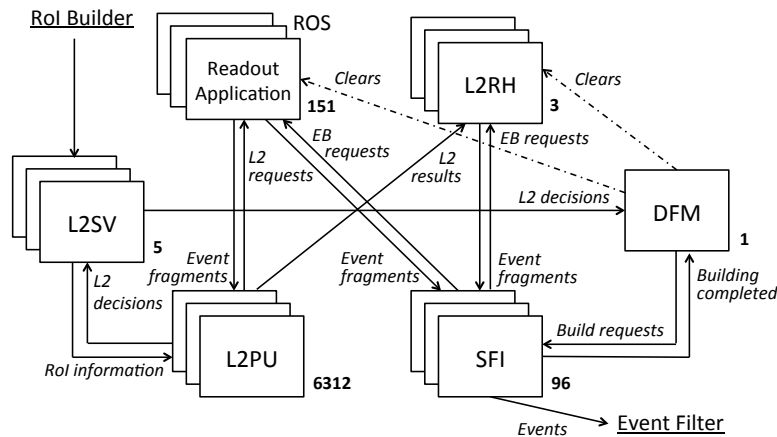 RoI Builder
ROS
Readout
Application
151
L2RH
3
Clears
Clears
L2
requests
EB
requests
L2
results
EB requests
L2SV
5
L2 decisions
DFM
1
Event
fragments
Event
fragments
Event
fragments
L2
decisions
Building
completed
RoI information
L2PU
6312
Build requests
SFI
96
Events
Event Filter